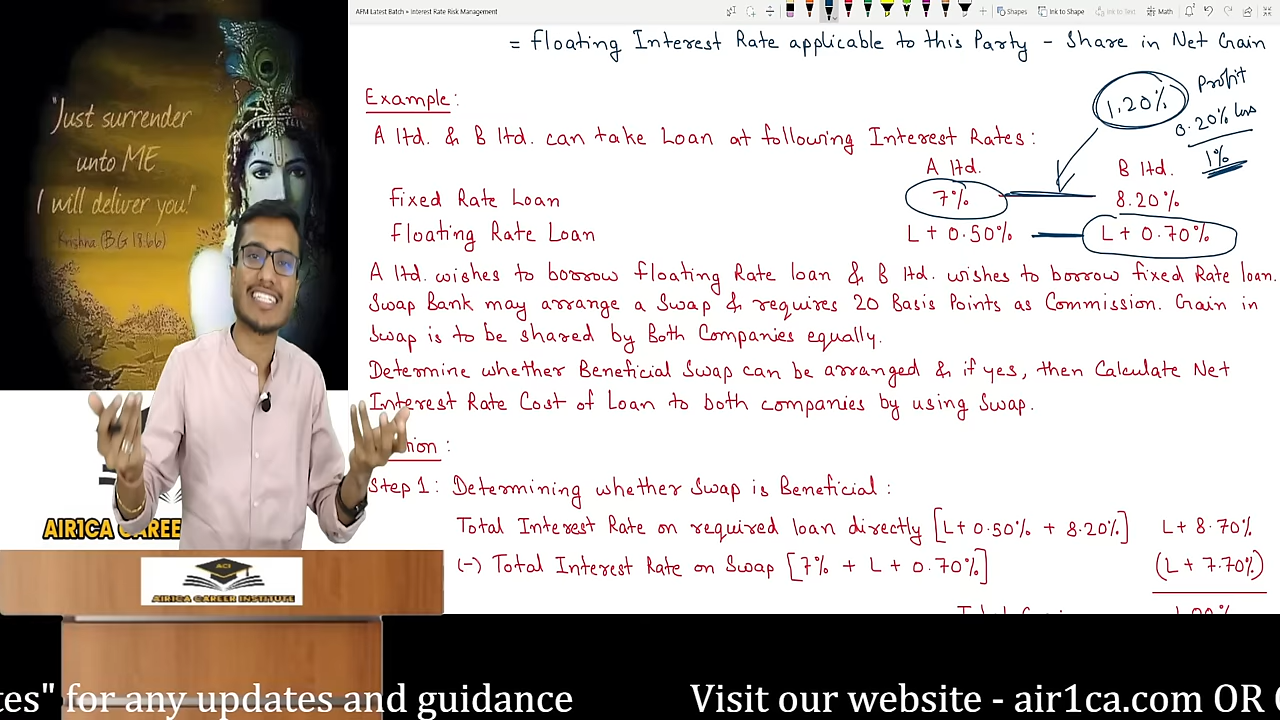 AFM Latest Batch » Interest Rate Risk Management
Shapes
Ink to Shape
Ink to Text
Math
= Floating Interest Rate applicable to this Party - Share in Net Gain
"Just surrender
unto ME
I will deliver you!"
- Krishna (BG 18:66)
Example:
1.20%
Profit
0.20% loss
1%
A ltd. & B ltd. can take Loan at following Interest Rates:
A ltd. B ltd.
Fixed Rate Loan 7% 8.20%
Floating Rate Loan L + 0.50% L + 0.70%
A ltd. wishes to borrow floating Rate loan & B ltd. wishes to borrow fixed Rate loan.
Swap Bank may arrange a Swap & requires 20 Basis Points as Commission. Gain in
Swap is to be shared by Both Companies equally.
Determine whether Beneficial Swap can be arranged & if yes, then Calculate Net
Interest Rate Cost of Loan to both companies by using Swap.
Step 1: Determining whether Swap is Beneficial:
Total Interest Rate on required loan directly [L+0.50% + 8.20%] L+ 8.70%
(-) Total Interest Rate on Swap [7% + L + 0.70%] (L + 7.70%)
AIR1CA CAREE
ACI
AIR1CA CAREER INSTITUTE
tes" for any updates and guidance Visit our website - air1ca.com OR